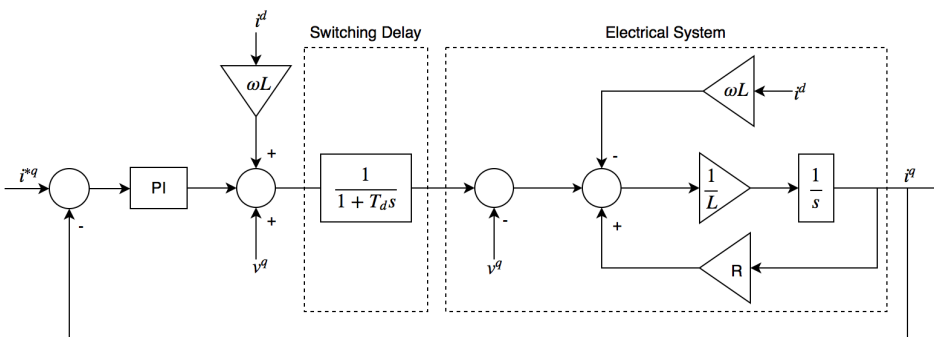 i^d
Switching Delay
Electrical System
ωL
ωL
i^d
+
-
i^{*q}
PI
1
1 + T_d s
1
L
1
s
i^q
-
+
-
+
R
v^q
v^q